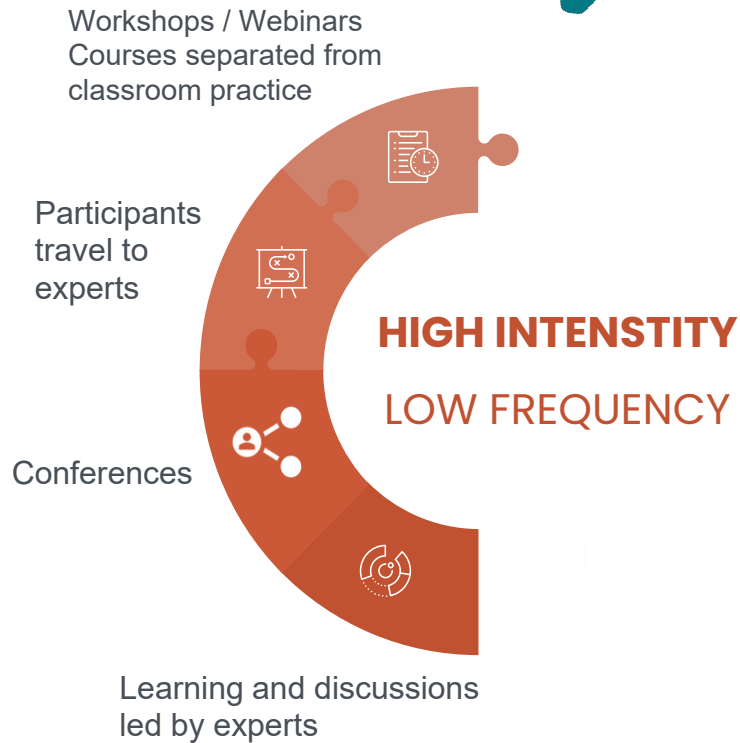 Workshops / Webinars
Courses separated from
classroom practice
Participants
travel to
experts
HIGH INTENSTITY
LOW FREQUENCY
Conferences
Learning and discussions
led by experts